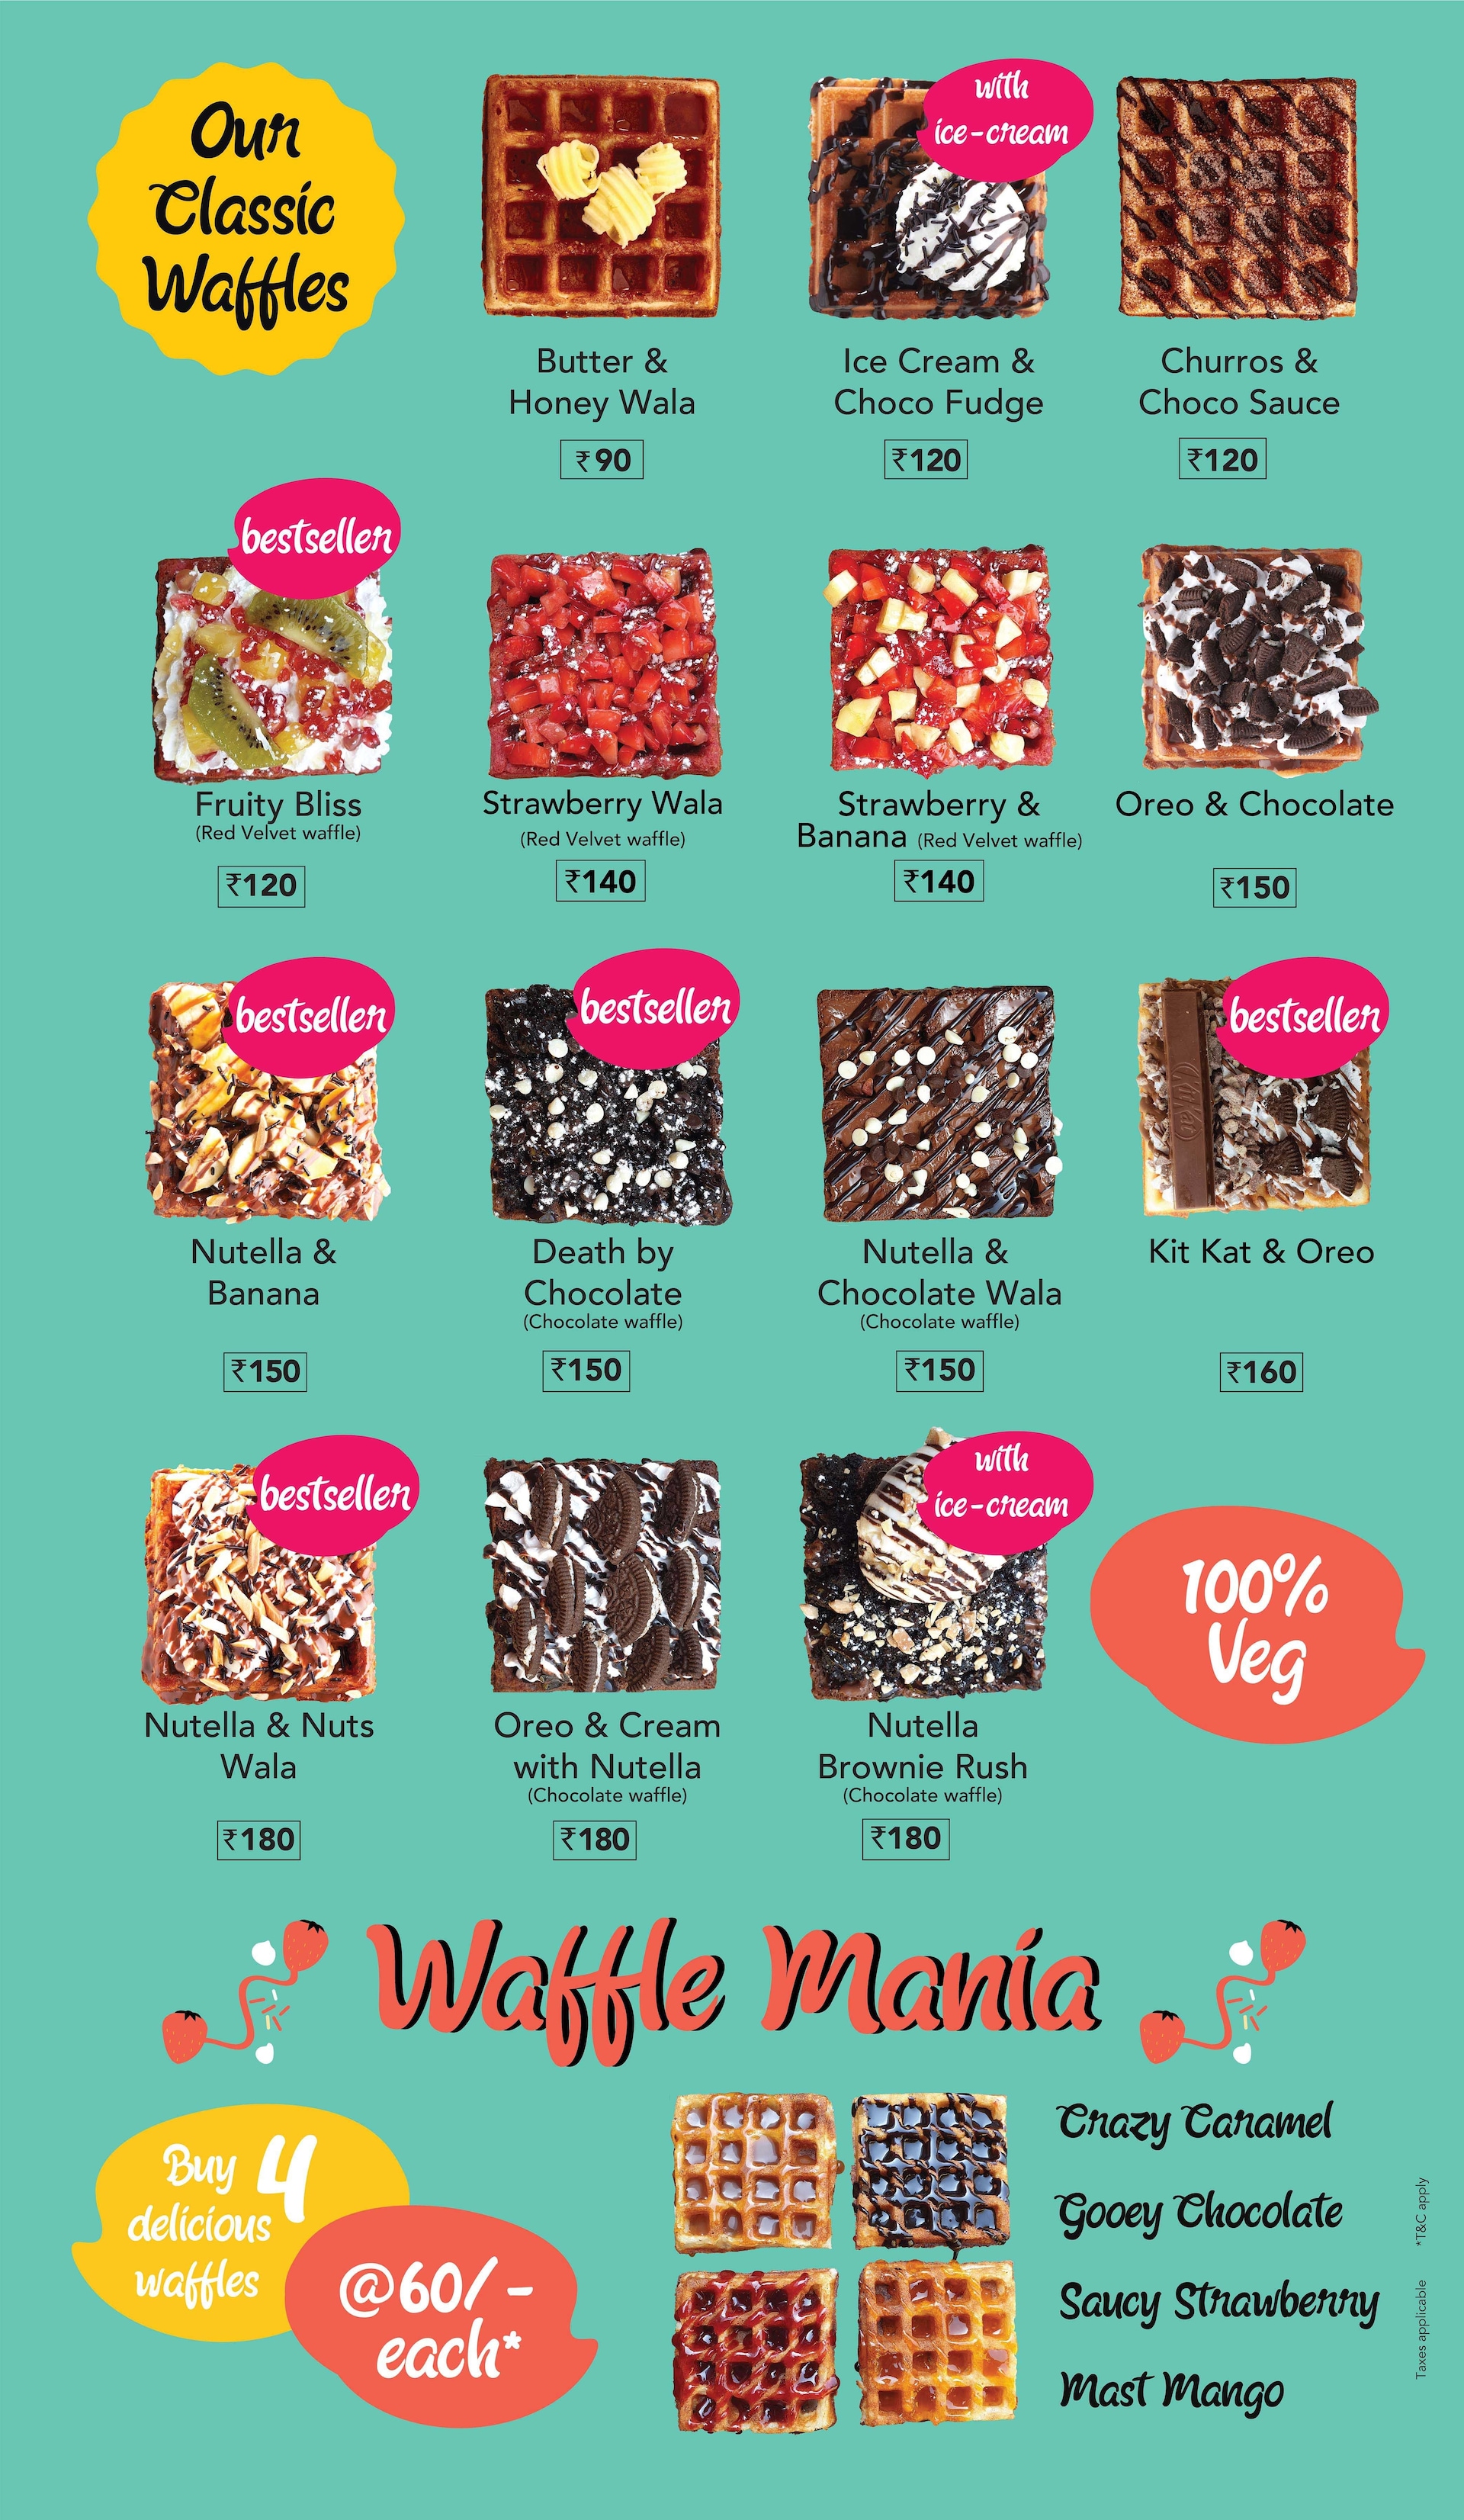 Our
Classic
Waffles
with
ice-cream
Butter &
Honey Wala
₹90
Ice Cream &
Choco Fudge
₹120
Churros &
Choco Sauce
₹120
bestseller
Fruity Bliss
(Red Velvet waffle)
₹120
Strawberry Wala
(Red Velvet waffle)
₹140
Strawberry &
Banana (Red Velvet waffle)
₹140
Oreo & Chocolate
₹150
bestseller
Nutella &
Banana
₹150
bestseller
Death by
Chocolate
(Chocolate waffle)
₹150
Nutella &
Chocolate Wala
(Chocolate waffle)
₹150
bestseller
KitKat
Kit Kat & Oreo
₹160
bestseller
Nutella & Nuts
Wala
₹180
Oreo & Cream
with Nutella
(Chocolate waffle)
₹180
with
ice-cream
Nutella
Brownie Rush
(Chocolate waffle)
₹180
100%
Veg
Waffle Mania
Buy 4
delicious
waffles
@60/-
each*
Crazy Caramel
Gooey Chocolate
Saucy Strawberry
Mast Mango
Taxes applicable *T&C apply